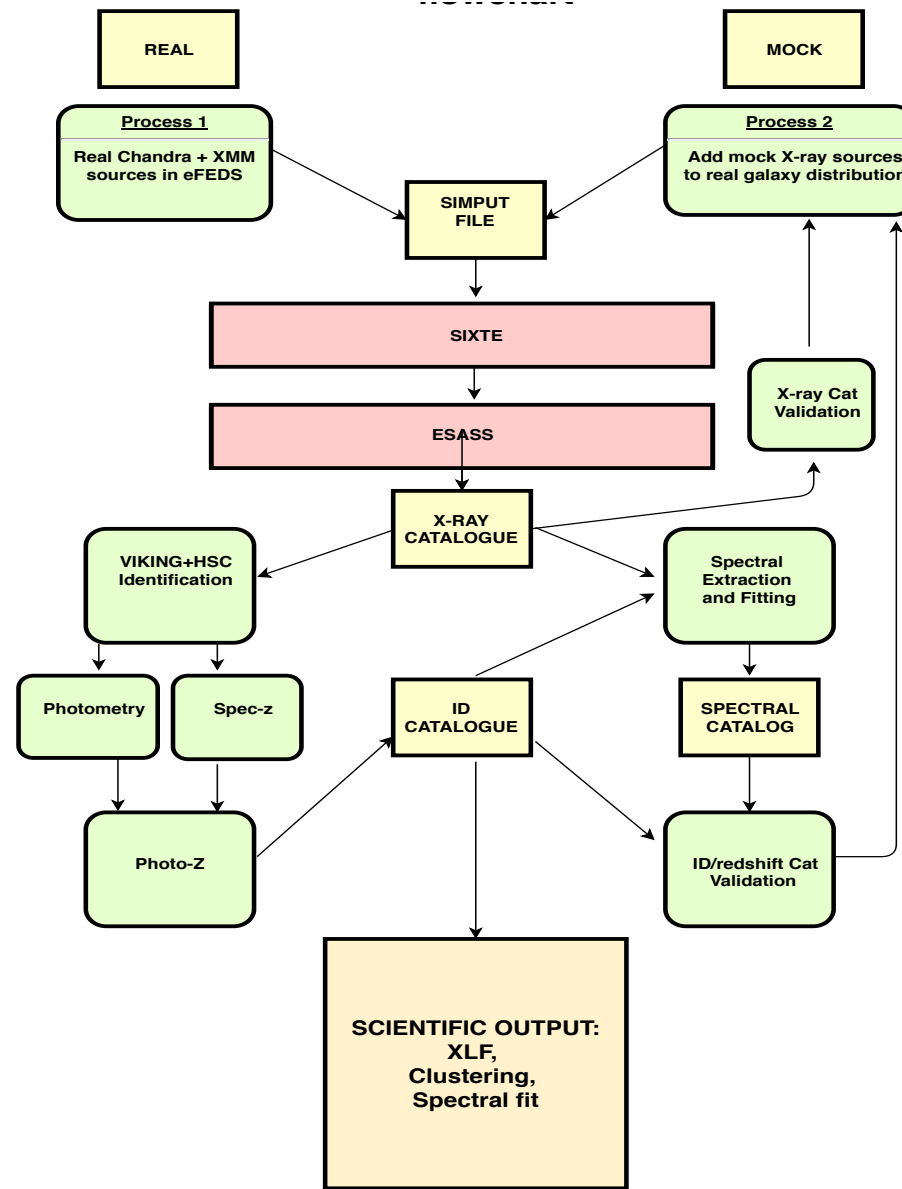 REAL
MOCK
Process 1
Real Chandra + XMM
sources in eFEDS
Process 2
Add mock X-ray sources
to real galaxy distribution
SIMPUT
FILE
SIXTE
X-ray Cat
Validation
ESASS
X-RAY
CATALOGUE
VIKING+HSC
Identification
Spectral
Extraction
and Fitting
Photometry
Spec-z
ID
CATALOGUE
SPECTRAL
CATALOG
Photo-Z
ID/redshift Cat
Validation
SCIENTIFIC OUTPUT:
XLF,
Clustering,
Spectral fit